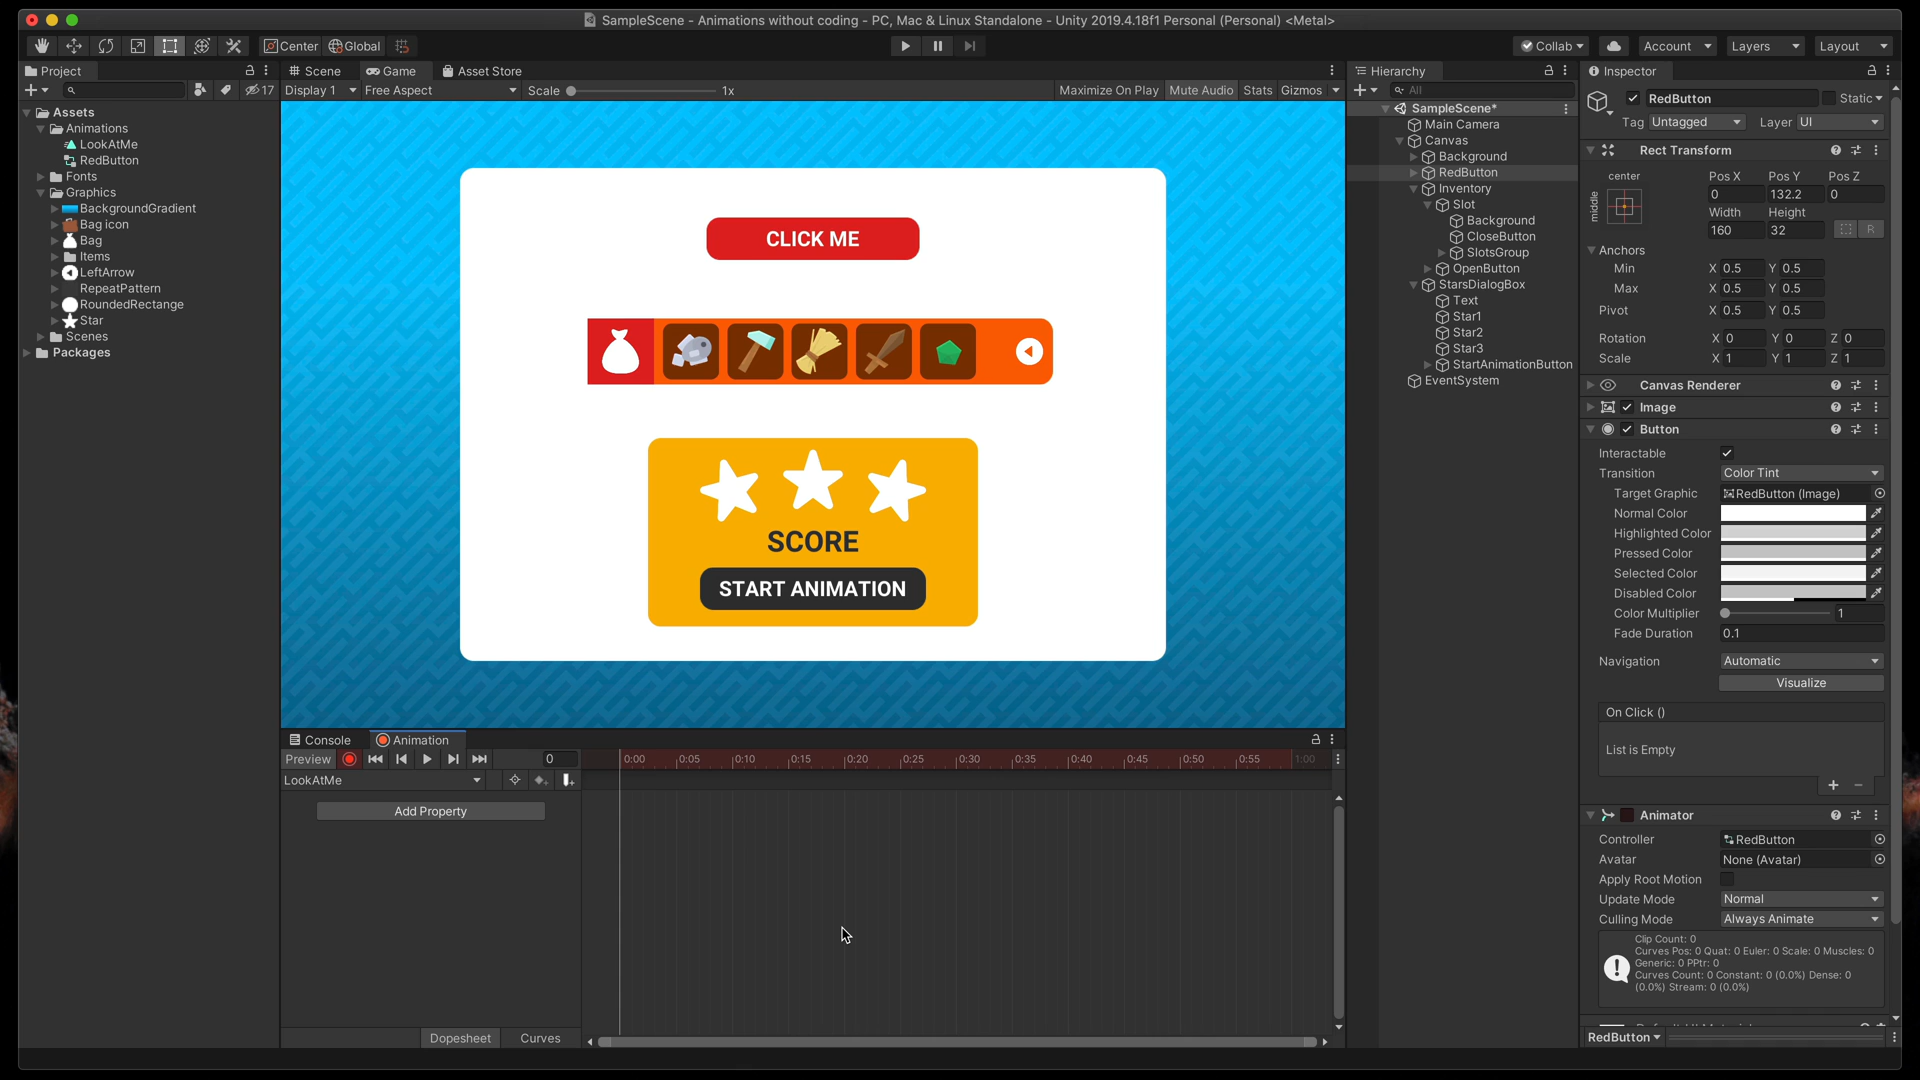 SampleScene - Animations without coding - PC, Mac & Linux Standalone - Unity 2019.4.18f1 Personal (Personal) <Metal>
Center Global
Collab Account Layers Layout
Project
17
Assets
Animations
LookAtMe
RedButton
Fonts
Graphics
BackgroundGradient
Bag icon
Bag
Items
LeftArrow
RepeatPattern
RoundedRectange
Star
Scenes
Packages
Scene Game Asset Store
Display 1 Free Aspect Scale 1x Maximize On Play Mute Audio Stats Gizmos
CLICK ME
SCORE
START ANIMATION
Console Animation
Preview 0 0:00 0:05 0:10 0:15 0:20 0:25 0:30 0:35 0:40 0:45 0:50 0:55 1:00
LookAtMe
Add Property
Dopesheet Curves
Hierarchy
All
SampleScene*
Main Camera
Canvas
Background
RedButton
Inventory
Slot
Background
CloseButton
SlotsGroup
OpenButton
StarsDialogBox
Text
Star1
Star2
Star3
StartAnimationButton
EventSystem
Inspector
RedButton Static
Tag Untagged Layer UI
Rect Transform
center Pos X Pos Y Pos Z
middle 0 132.2 0
Width Height
160 32 R
Anchors
Min X 0.5 Y 0.5
Max X 0.5 Y 0.5
Pivot X 0.5 Y 0.5
Rotation X 0 Y 0 Z 0
Scale X 1 Y 1 Z 1
Canvas Renderer
Image
Button
Interactable
Transition Color Tint
Target Graphic RedButton (Image)
Normal Color
Highlighted Color
Pressed Color
Selected Color
Disabled Color
Color Multiplier 1
Fade Duration 0.1
Navigation Automatic
Visualize
On Click ()
List is Empty
Animator
Controller RedButton
Avatar None (Avatar)
Apply Root Motion
Update Mode Normal
Culling Mode Always Animate
Clip Count: 0
Curves Pos: 0 Quat: 0 Euler: 0 Scale: 0 Muscles: 0
Generic: 0 PPtr: 0
Curves Count: 0 Constant: 0 (0.0%) Dense: 0
(0.0%) Stream: 0 (0.0%)
RedButton